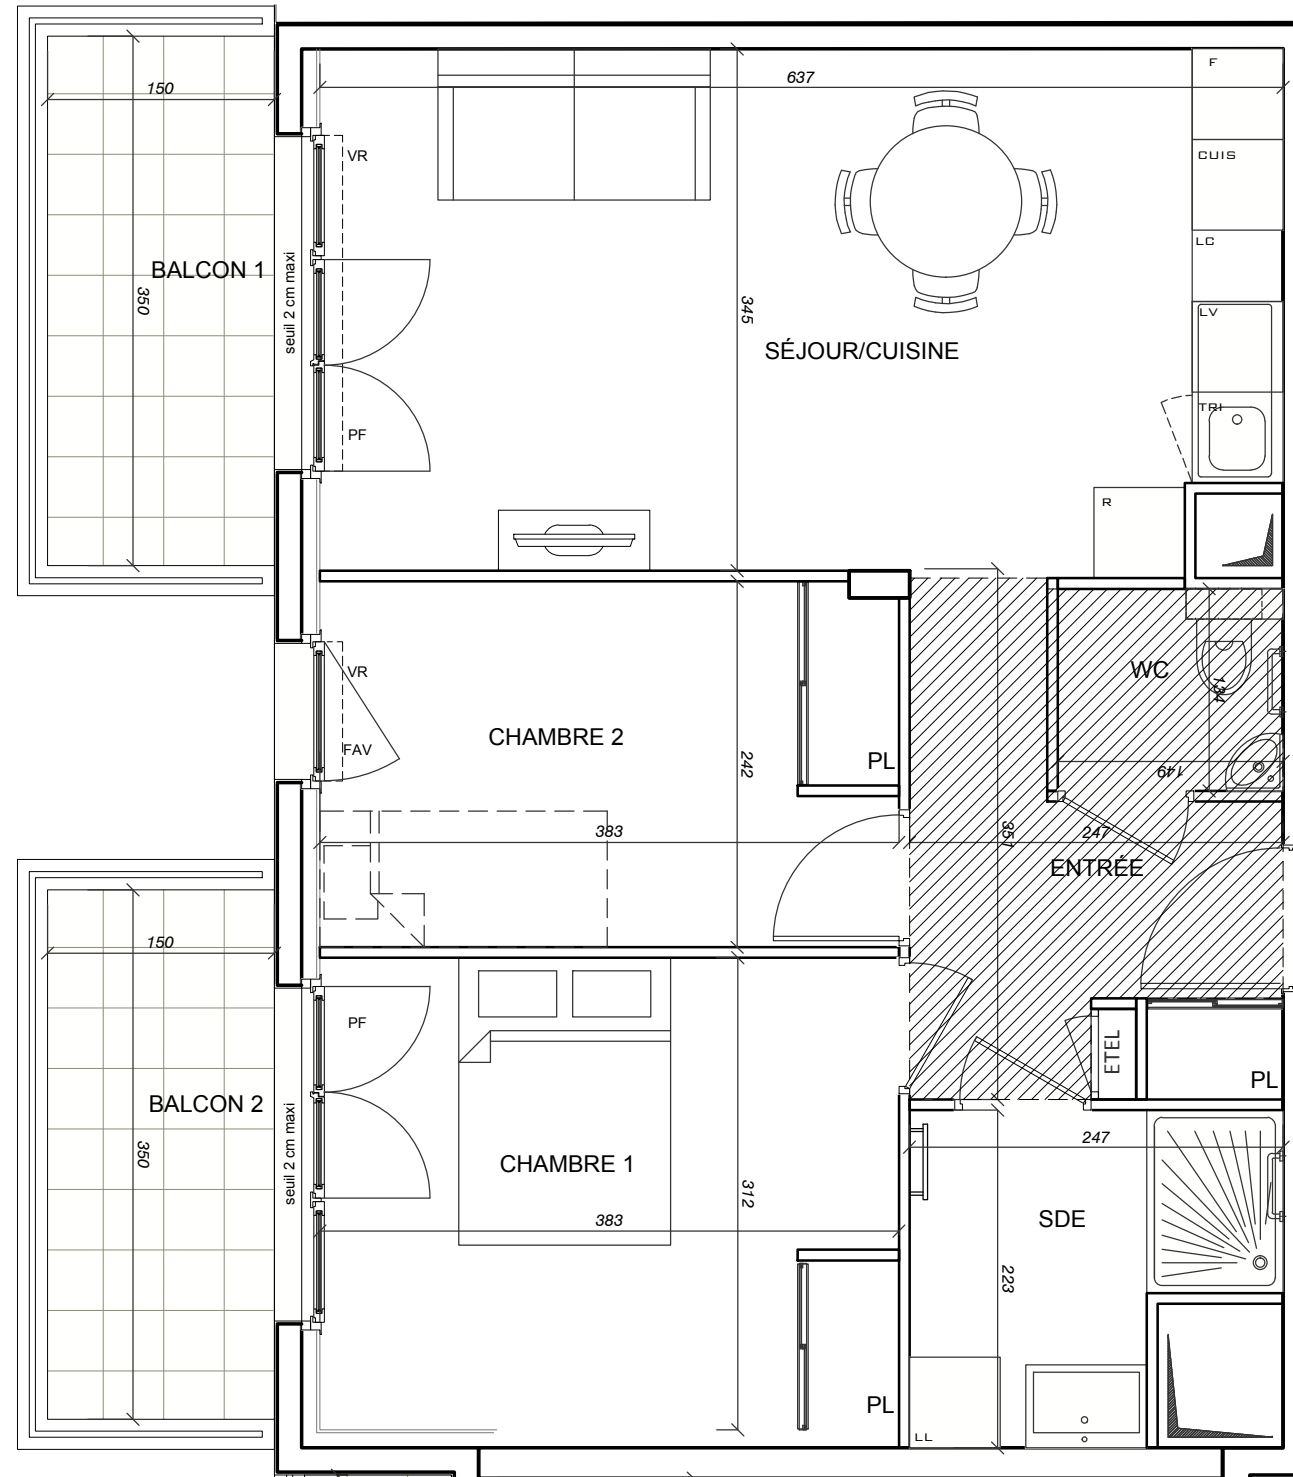 F
637
150
CUIS
VR
LC
BALCON 1
seuil 2 cm maxi
350
345
LV
SÉJOUR/CUISINE
TRI
PF
R
VR
WC
134
CHAMBRE 2
FAV
242
PL
149
383
351
247
ENTRÉE
150
PF
ETEL
PL
BALCON 2
seuil 2 cm maxi
350
247
CHAMBRE 1
312
383
SDE
223
PL
LL